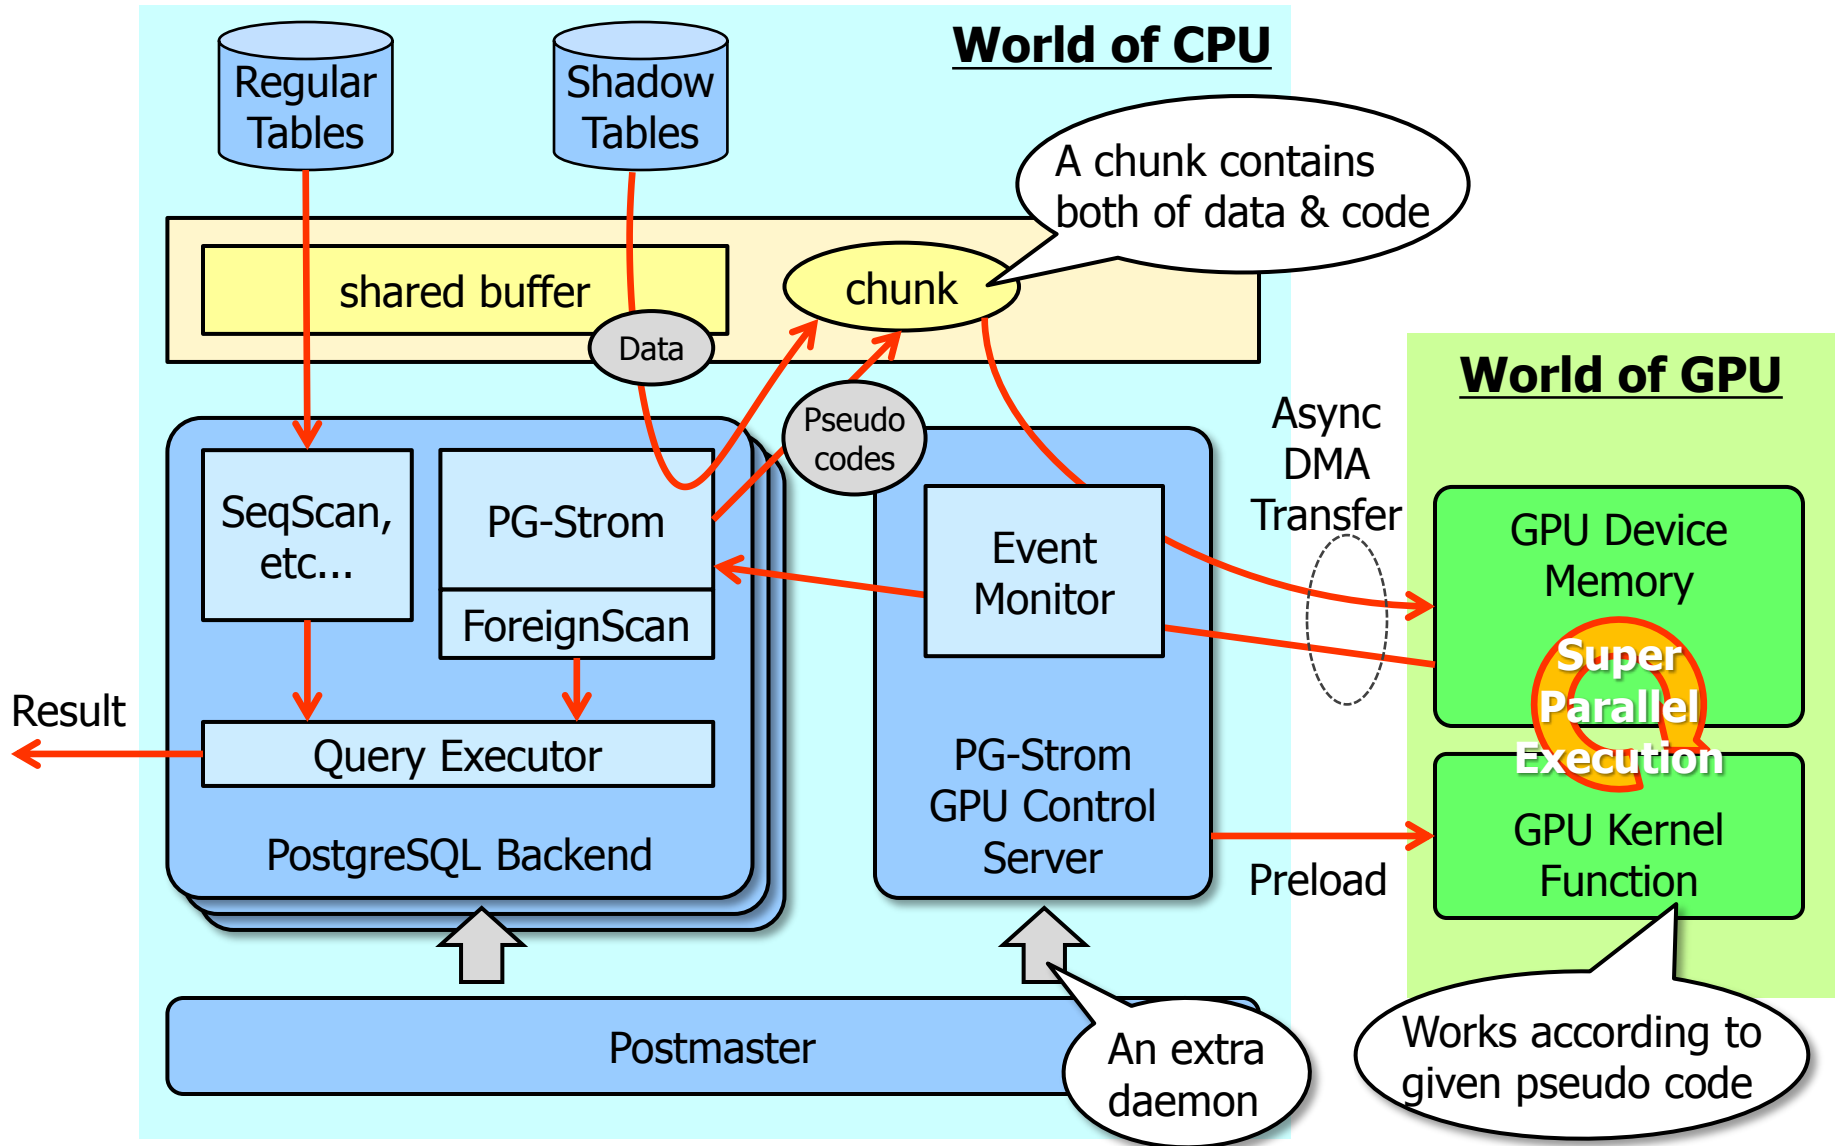 World of CPU
Regular
Tables
Shadow
Tables
A chunk contains
both of data & code
shared buffer
chunk
Data
World of GPU
Pseudo
codes
Async
DMA
Transfer
SeqScan,
etc...
PG-Strom
ForeignScan
Event
Monitor
GPU Device
Memory
Super
Parallel
Execution
Result
Query Executor
PG-Strom
GPU Control
Server
PostgreSQL Backend
Preload
GPU Kernel
Function
Postmaster
An extra
daemon
Works according to
given pseudo code